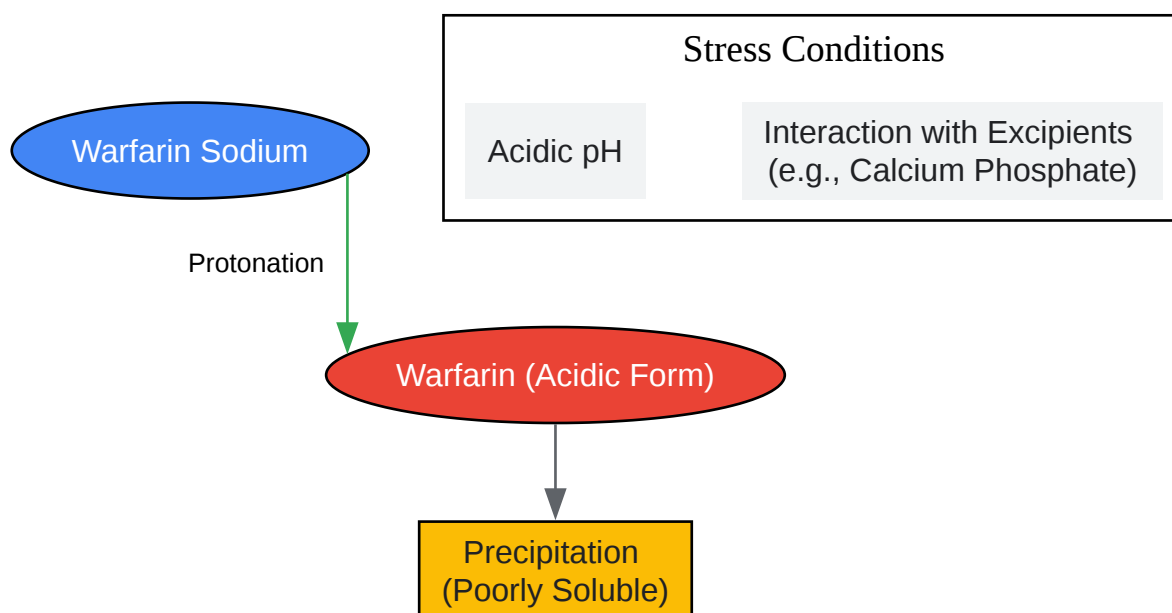 Stress Conditions
Warfarin Sodium
Acidic pH
Interaction with Excipients
(e.g., Calcium Phosphate)
Protonation
Warfarin (Acidic Form)
Precipitation
(Poorly Soluble)